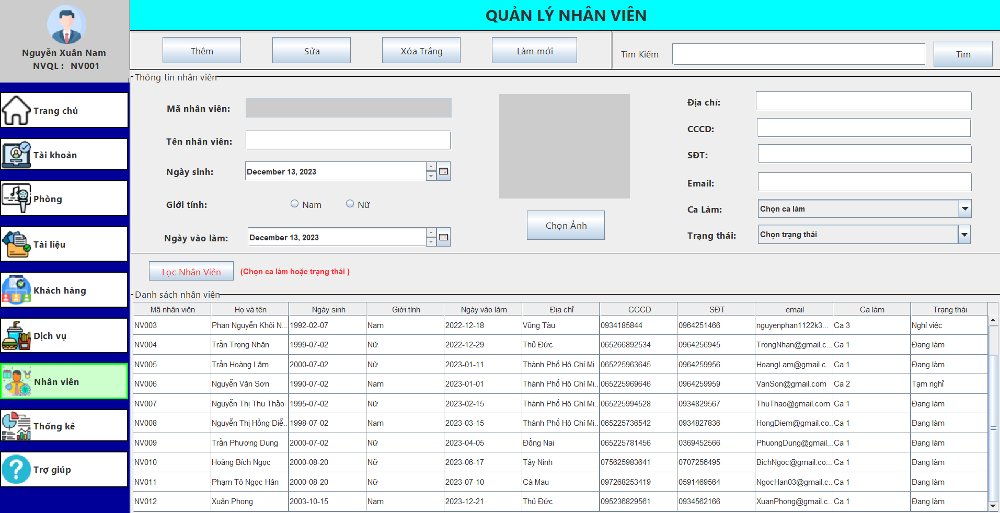 Nguyễn Xuân Nam
NVQL : NV001
Trang chủ
Tài khoản
Phòng
Tài liệu
Khách hàng
Dịch vụ
Nhân viên
Thống kê
Trợ giúp
QUẢN LÝ NHÂN VIÊN
Thêm Sửa Xóa Trắng Làm mới Tìm Kiếm Tìm
Thông tin nhân viên
Mã nhân viên:
Tên nhân viên:
Ngày sinh: December 13, 2023
Giới tính: Nam Nữ
Ngày vào làm: December 13, 2023
Chọn Ảnh
Địa chỉ:
CCCD:
SĐT:
Email:
Ca Làm: Chọn ca làm
Trạng thái: Chọn trạng thái
Lọc Nhân Viên (Chọn ca làm hoặc trạng thái )
Danh sách nhân viên
Mã nhân viên Họ và tên Ngày sinh Giới tính Ngày vào làm Địa chỉ CCCD SĐT email Ca làm Trạng thái
NV003 Phan Nguyễn Khôi N... 1992-02-07 Nam 2022-12-18 Vũng Tàu 0934185844 0964251466 nguyenphan1122k3... Ca 3 Nghỉ việc
NV004 Trần Trọng Nhân 1999-07-02 Nữ 2022-12-29 Thủ Đức 065266892534 0964256945 TrongNhan@gmail.c... Ca 1 Đang làm
NV005 Trần Hoàng Lâm 2000-07-02 Nữ 2023-01-11 Thành Phố Hô Chí Mi... 065225963645 0964259956 HoangLam@gmail.c... Ca 1 Đang làm
NV006 Nguyễn Văn Sơn 1990-07-02 Nam 2023-01-01 Thành Phố Hô Chí Mi... 065225969646 0964259959 VanSon@gmail.com Ca 2 Tạm nghỉ
NV007 Nguyễn Thị Thu Thảo 1995-07-02 Nữ 2023-02-15 Thành Phố Hô Chí Mi... 065225994528 0934829567 ThuThao@gmail.com Ca 1 Đang làm
NV008 Nguyễn Thị Hồng Diễ... 1998-07-02 Nam 2023-03-15 Thành Phố Hô Chí Mi... 065225736542 0934827836 HongDiem@gmail.co... Ca 1 Đang làm
NV009 Trần Phương Dung 2000-07-02 Nữ 2023-04-05 Đồng Nai 065225781456 0369452566 PhuongDung@gmail... Ca 1 Đang làm
NV010 Hoàng Bích Ngọc 2000-08-20 Nữ 2023-06-17 Tây Ninh 075625983641 0707256495 BichNgoc@gmail.co... Ca 1 Đang làm
NV011 Phạm Tô Ngọc Hân 2000-08-20 Nữ 2023-07-10 Cà Mau 097268253419 0591469564 NgocHan03@gmail.c... Ca 1 Đang làm
NV012 Xuân Phong 2003-10-15 Nam 2023-12-21 Thủ Đức 095236829561 0934562166 XuanPhong@gmail.c... Ca 1 Đang làm